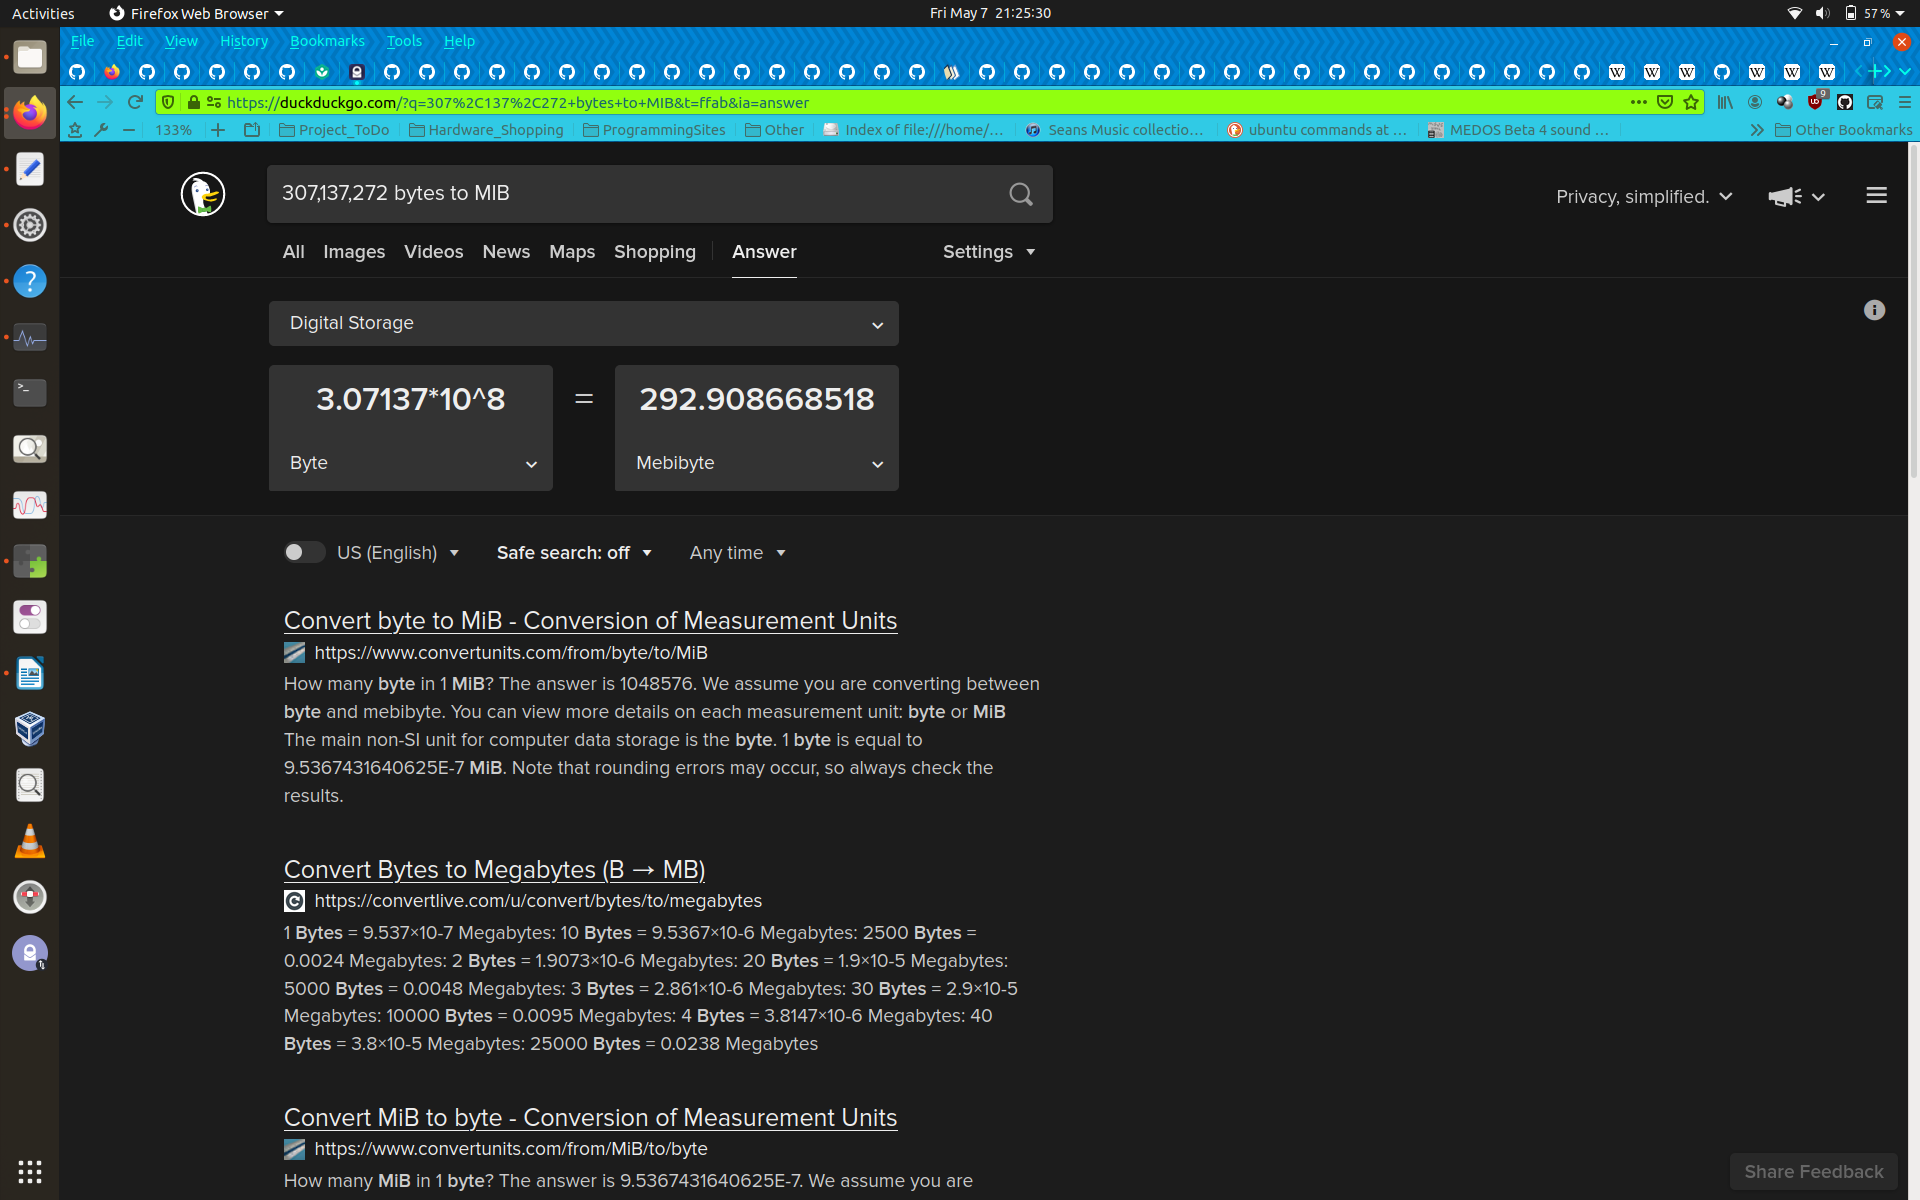 Activities Firefox Web Browser Fri May 7 21:25:30 57 %
File Edit View History Bookmarks Tools Help
https://duckduckgo.com/?q=307%2C137%2C272+bytes+to+MIB&t=ffab&ia=answer 9
133% Project_ToDo Hardware_Shopping ProgrammingSites Other Index of file:///home/... Seans Music collectio... ubuntu commands at ... MEDOS Beta 4 sound ... Other Bookmarks
307,137,272 bytes to MIB
Privacy, simplified.
All Images Videos News Maps Shopping Answer Settings
Digital Storage
3.07137*10^8 = 292.908668518
Byte Mebibyte
US (English) Safe search: off Any time
Convert byte to MiB - Conversion of Measurement Units
https://www.convertunits.com/from/byte/to/MiB
How many byte in 1 MiB? The answer is 1048576. We assume you are converting between
byte and mebibyte. You can view more details on each measurement unit: byte or MiB
The main non-SI unit for computer data storage is the byte. 1 byte is equal to
9.5367431640625E-7 MiB. Note that rounding errors may occur, so always check the
results.
Convert Bytes to Megabytes (B → MB)
https://convertlive.com/u/convert/bytes/to/megabytes
1 Bytes = 9.537×10-7 Megabytes: 10 Bytes = 9.5367×10-6 Megabytes: 2500 Bytes =
0.0024 Megabytes: 2 Bytes = 1.9073×10-6 Megabytes: 20 Bytes = 1.9×10-5 Megabytes:
5000 Bytes = 0.0048 Megabytes: 3 Bytes = 2.861×10-6 Megabytes: 30 Bytes = 2.9×10-5
Megabytes: 10000 Bytes = 0.0095 Megabytes: 4 Bytes = 3.8147×10-6 Megabytes: 40
Bytes = 3.8×10-5 Megabytes: 25000 Bytes = 0.0238 Megabytes
Convert MiB to byte - Conversion of Measurement Units
https://www.convertunits.com/from/MiB/to/byte
How many MiB in 1 byte? The answer is 9.5367431640625E-7. We assume you are
Share Feedback